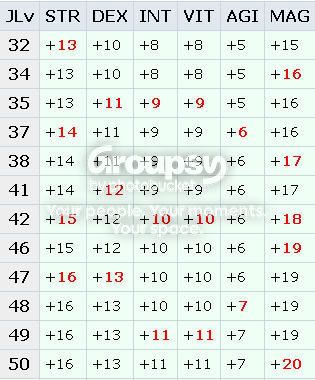 JLv STR DEX INT VIT AGI MAG
32 +13 +10 +8 +8 +5 +15
34 +13 +10 +8 +8 +5 +16
35 +13 +11 +9 +9 +5 +16
37 +14 +11 +9 +9 +6 +16
38 +14 +11 +9 +9 +6 +17
Groupsy
41 +14 +12 +9 +9 +6 +17
Your people. Your moments.
42 +15 +12 +10 +10 +6 +18
Your space.
46 +15 +12 +10 +10 +6 +19
47 +16 +13 +10 +10 +6 +19
48 +16 +13 +10 +10 +7 +19
49 +16 +13 +11 +11 +7 +19
50 +16 +13 +11 +11 +7 +20